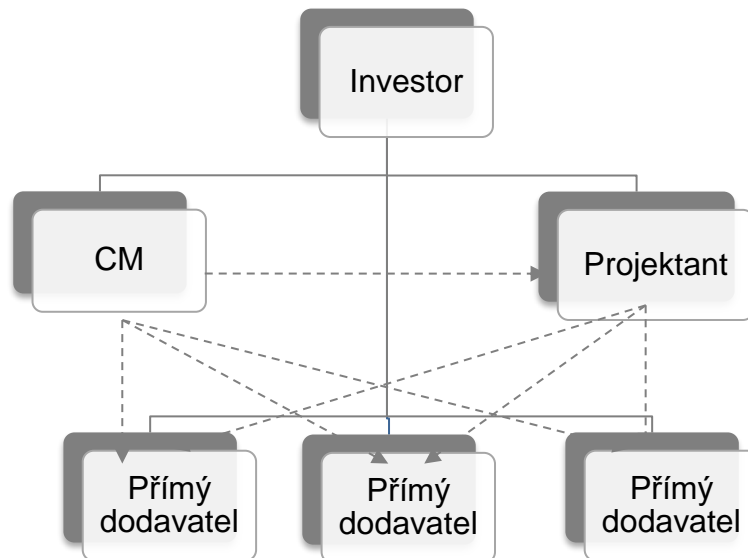 Investor
CM
Projektant
Přímý
dodavatel
Přímý
dodavatel
Přímý
dodavatel